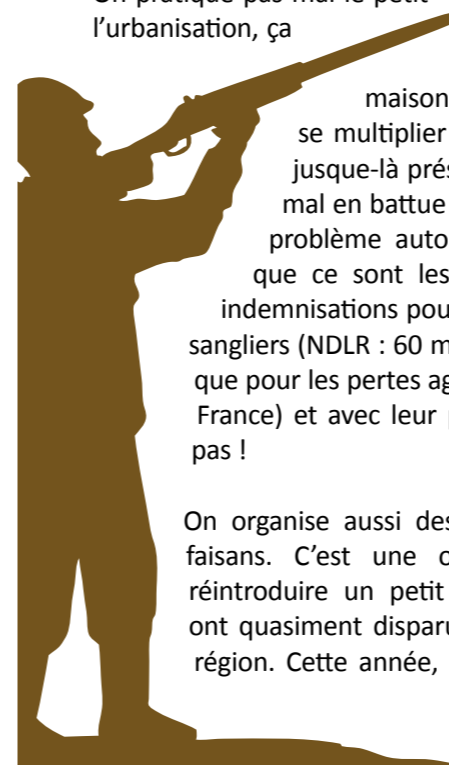 On pratique pas mal le petit
l’urbanisation, ça
maison
se multiplier
jusque-là prés
mal en battue
problème auto
que ce sont les
indemnisations pou
sangliers (NDLR : 60 m
que pour les pertes ag
France) et avec leur p
pas !
On organise aussi des
faisans. C’est une o
réintroduire un petit
ont quasiment disparu
région. Cette année,